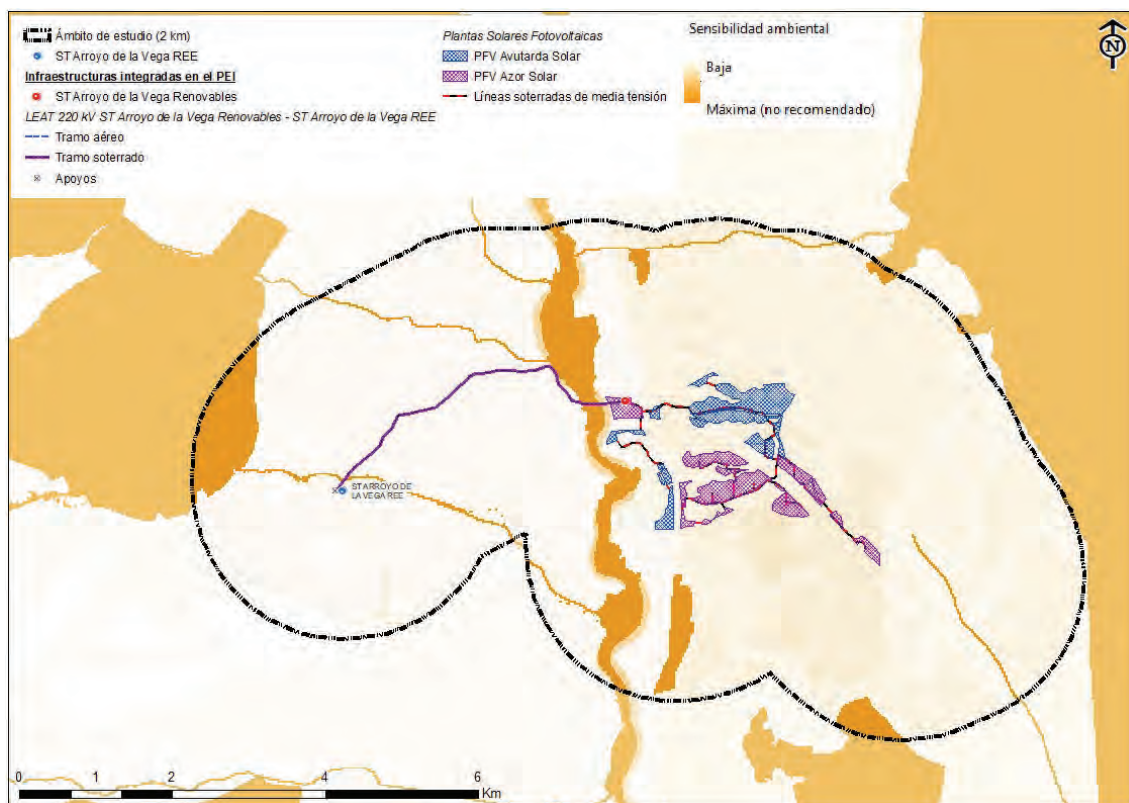 Ámbito de estudio (2 km)
ST Arroyo de la Vega REE
Infraestructuras integradas en el PEI
ST Arroyo de la Vega Renovables
LEAT 220 kV ST Arroyo de la Vega Renovables - ST Arroyo de la Vega REE
Tramo aéreo
Tramo soterrado
Apoyos
Plantas Solares Fotovoltaicas
PFV Avutarda Solar
PFV Azor Solar
Líneas soterradas de media tensión
Sensibilidad ambiental
Baja
Máxima (no recomendado)
N
ST ARROYO DE
LA VEGA REE
0 1 2 4 6
Km